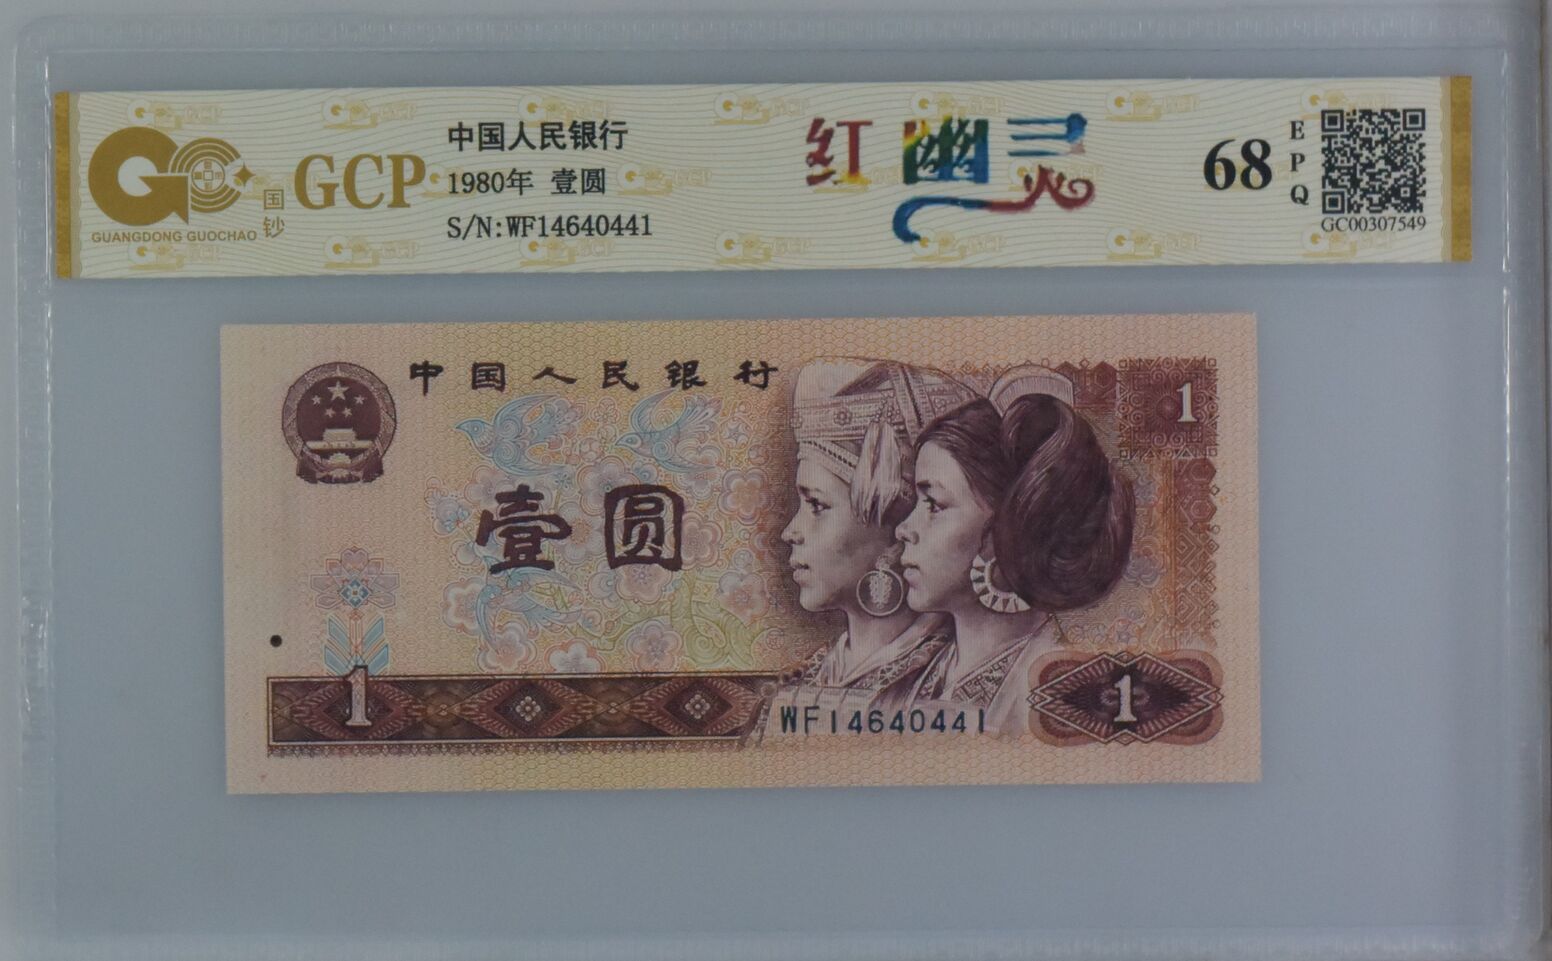 GCP
国钞
GUANGDONG GUOCHAO
中国人民银行
1980年 壹圆
S/N:WF14640441
红幽灵
68
EPQ
GC00307549
中国人民银行
1
壹圆
1
WF14640441
1